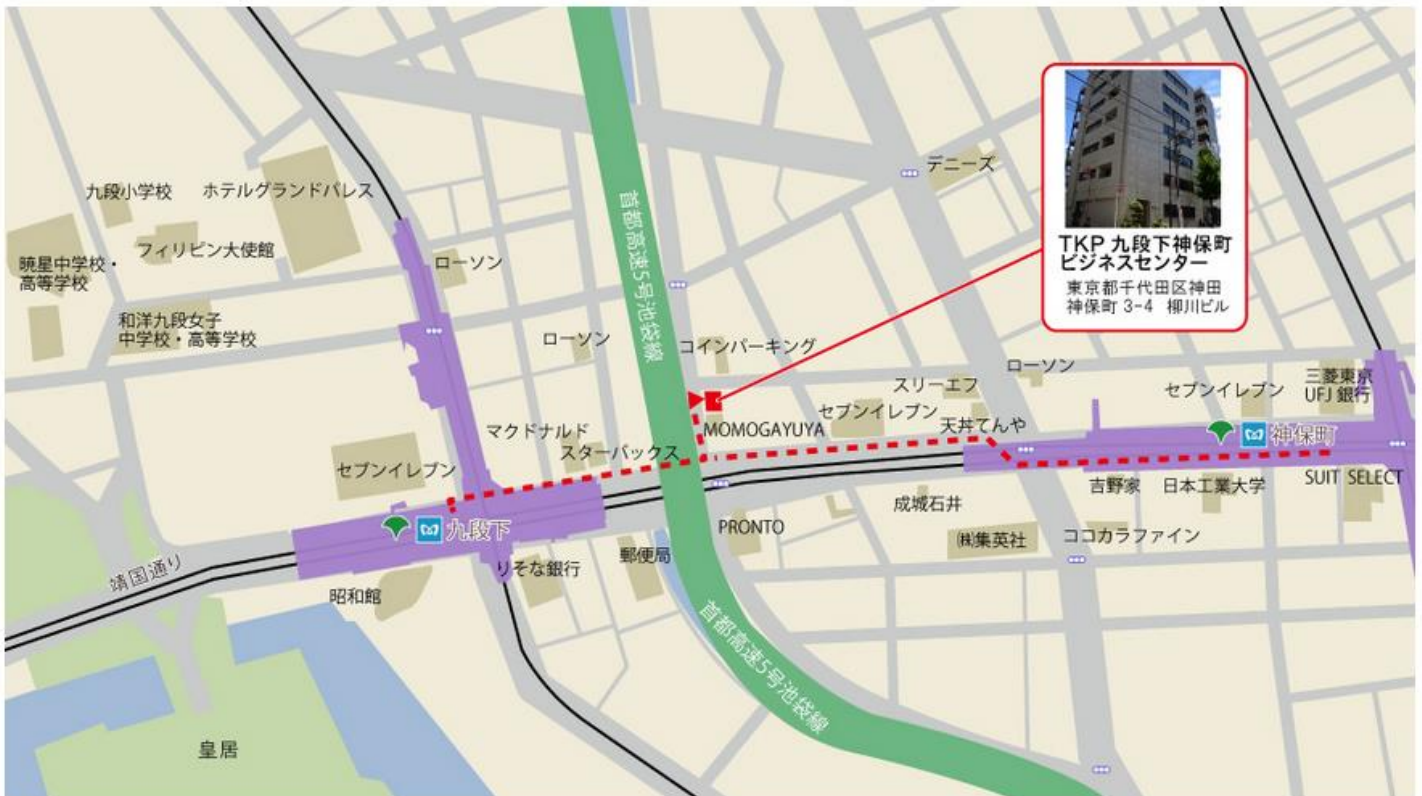 デニーズ
TKP 九段下神保町
ビジネスセンター
東京都千代田区神田
神保町 3-4 柳川ビル
九段小学校
ホテルグランドパレス
フィリピン大使館
暁星中学校・
高等学校
和洋九段女子
中学校・高等学校
ローソン
首都高速5号池袋線
ローソン
コインパーキング
ローソン
スリーエフ
セブンイレブン
三菱東京
UFJ 銀行
セブンイレブン
天丼てんや
MOMOGAYUYA
マクドナルド
スターバックス
セブンイレブン
神保町
九段下
吉野家
日本工業大学
SUIT SELECT
成城石井
PRONTO
㈱集英社
ココカラファイン
郵便局
りそな銀行
昭和館
靖国通り
首都高速5号池袋線
皇居